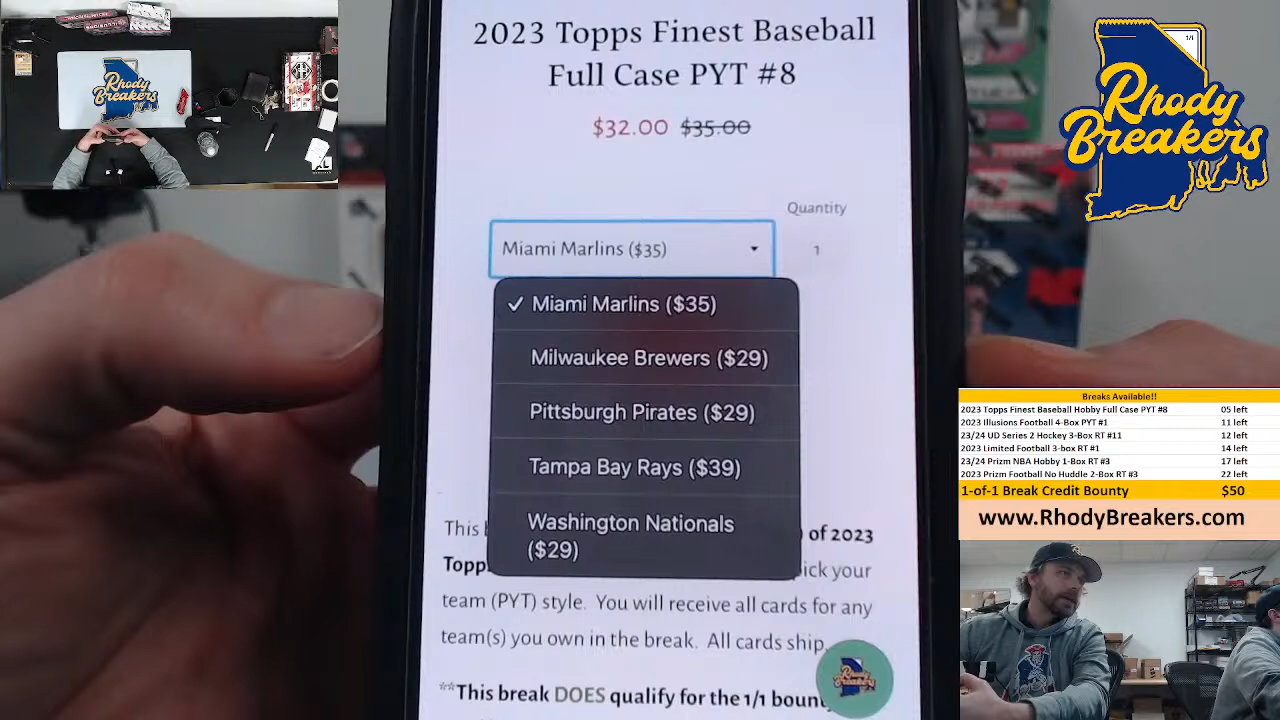 2023 Topps Finest Baseball
Full Case PYT #8
$32.00 $35.00
Quantity
Miami Marlins ($35)
1
✓ Miami Marlins ($35)
Milwaukee Brewers ($29)
Pittsburgh Pirates ($29)
Tampa Bay Rays ($39)
Washington Nationals
($29)
This
of 2023
Topp
ick your
team (PYT) style. You will receive all cards for any
team(s) you own in the break. All cards ship.
**This break DOES qualify for the 1/1 boun
Rhody
Breakers
1/1
Rhody
Breakers
Rhody
Breakers
Breaks Available!!
2023 Topps Finest Baseball Hobby Full Case PYT #8 05 left
2023 Illusions Football 4-Box PYT #1 11 left
23/24 UD Series 2 Hockey 3-Box RT #11 12 left
2023 Limited Football 3-box RT #1 14 left
23/24 Prizm NBA Hobby 1-Box RT #3 17 left
2023 Prizm Football No Huddle 2-Box RT #3 22 left
1-of-1 Break Credit Bounty $50
www.RhodyBreakers.com